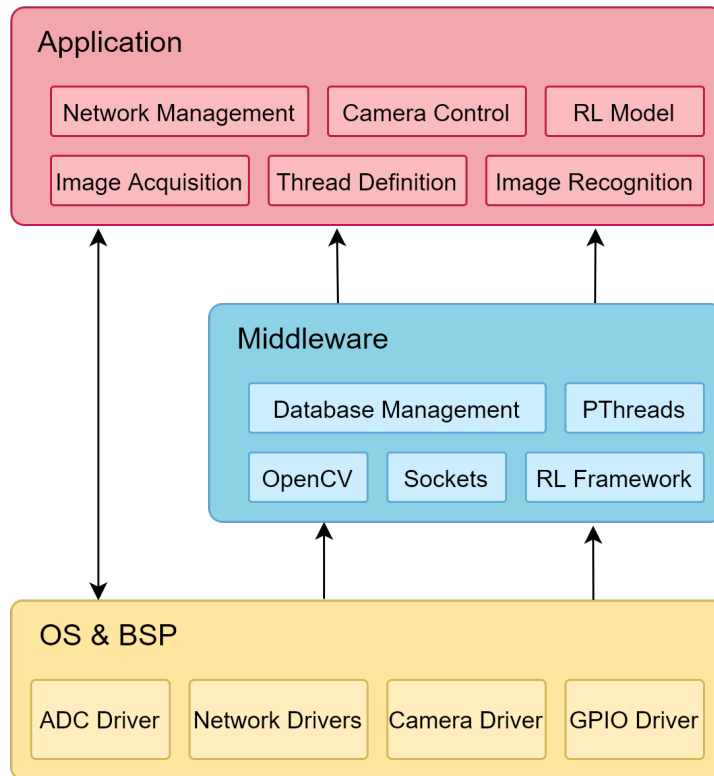 Application
Network Management
Camera Control
RL Model
Image Acquisition
Thread Definition
Image Recognition
Middleware
Database Management
PThreads
OpenCV
Sockets
RL Framework
OS & BSP
ADC Driver
Network Drivers
Camera Driver
GPIO Driver